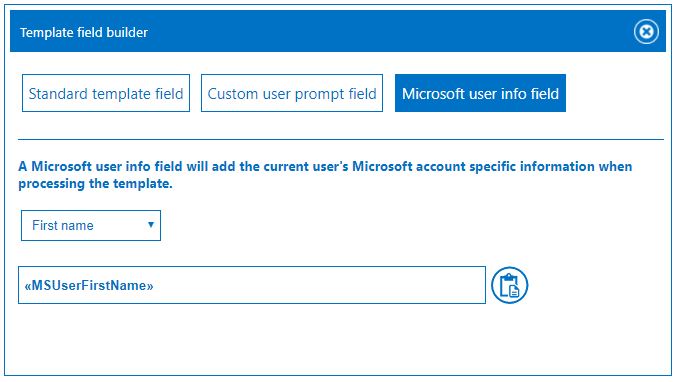 Template field builder
Standard template field
Custom user prompt field
Microsoft user info field
A Microsoft user info field will add the current user's Microsoft account specific information when
processing the template.
First name
«MSUserFirstName»